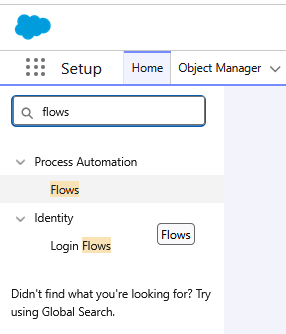 Setup
Home
Object Manager
flows
Process Automation
Flows
Identity
Login Flows
Flows
Didn't find what you're looking for? Try
using Global Search.